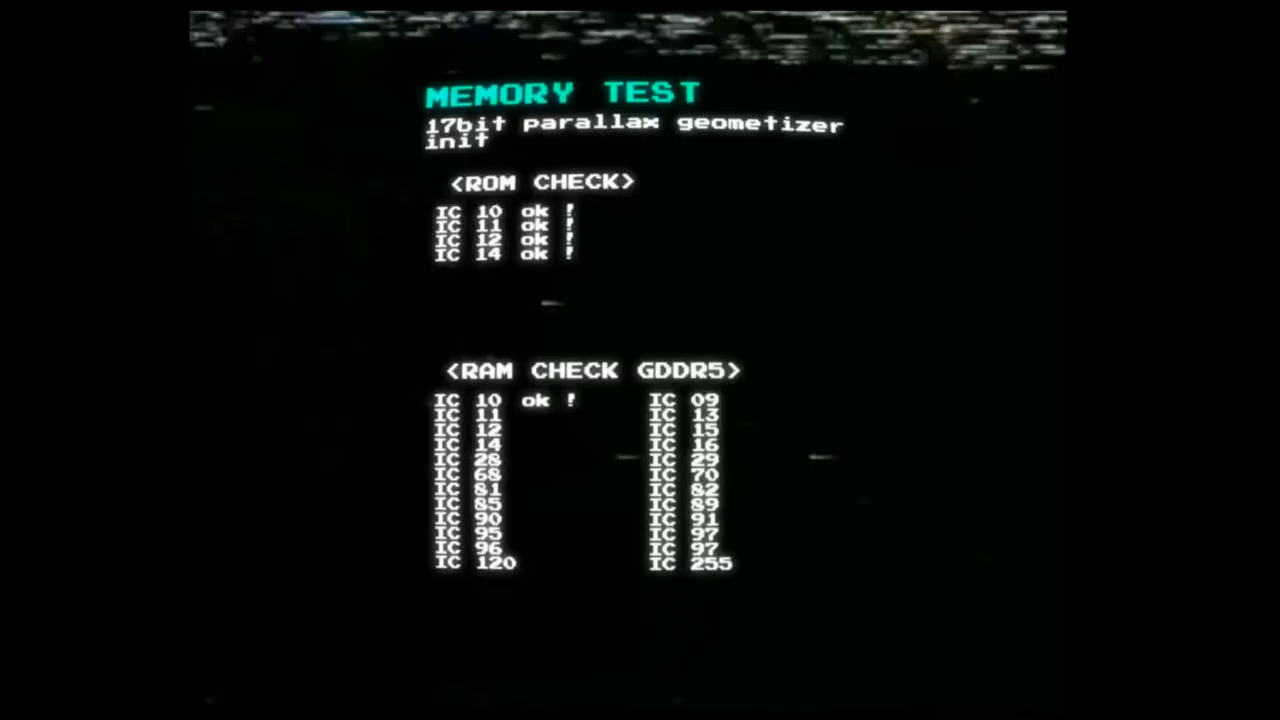 MEMORY TEST
17bit parallax geometizer
init
<ROM CHECK>
IC 10 ok !
IC 11 ok !
IC 12 ok !
IC 14 ok !
<RAM CHECK GDDR5>
IC 10 ok ! IC 09
IC 11 IC 13
IC 12 IC 15
IC 14 IC 16
IC 28 IC 29
IC 68 IC 70
IC 81 IC 82
IC 85 IC 89
IC 90 IC 91
IC 95 IC 97
IC 96 IC 97
IC 120 IC 255